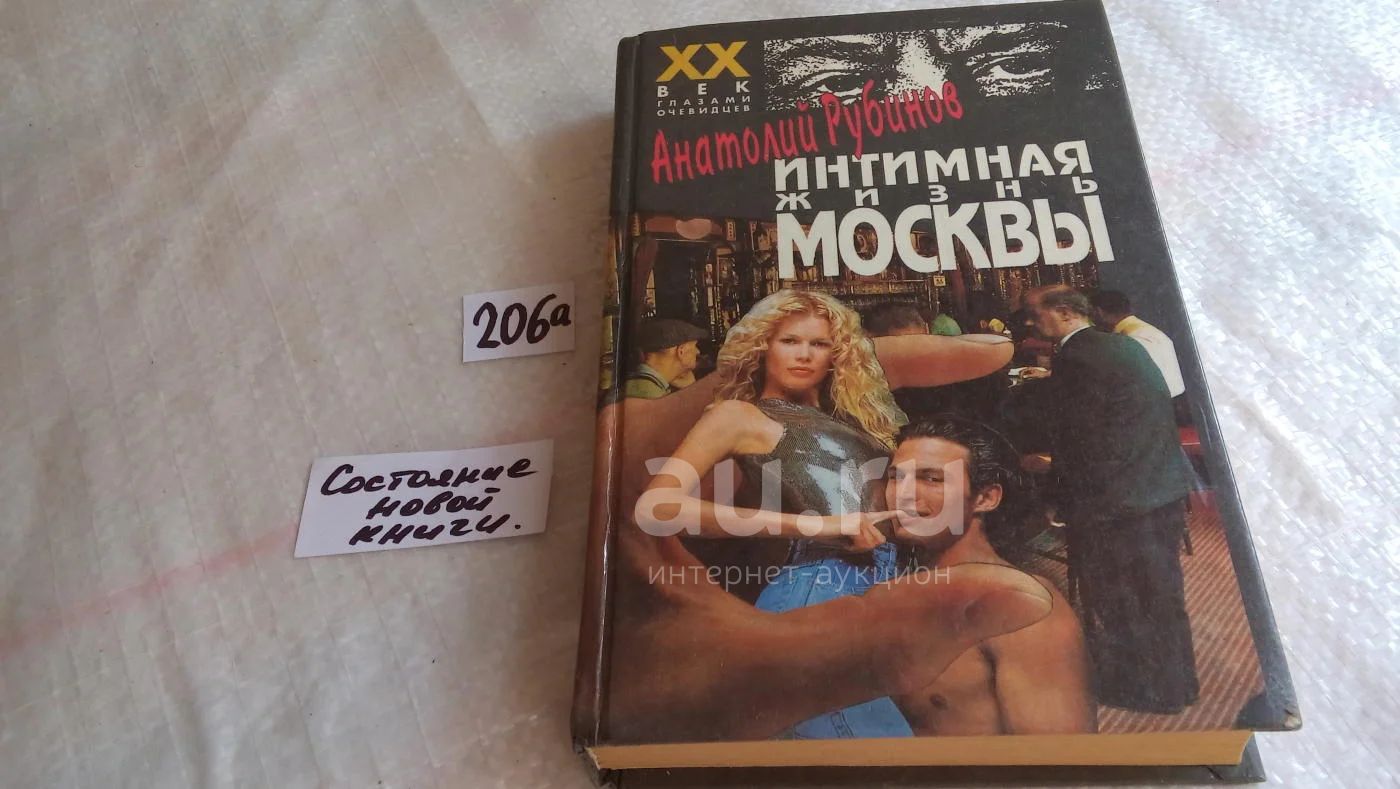 XX
ВЕК
ГЛАЗАМИ
ОЧЕВИДЦЕВ
Анатолий Рубинов
ИНТИМНАЯ
ЖИЗНЬ
МОСКВЫ
206а
Состояние
новой
книги.
au.ru
интернет-аукцион